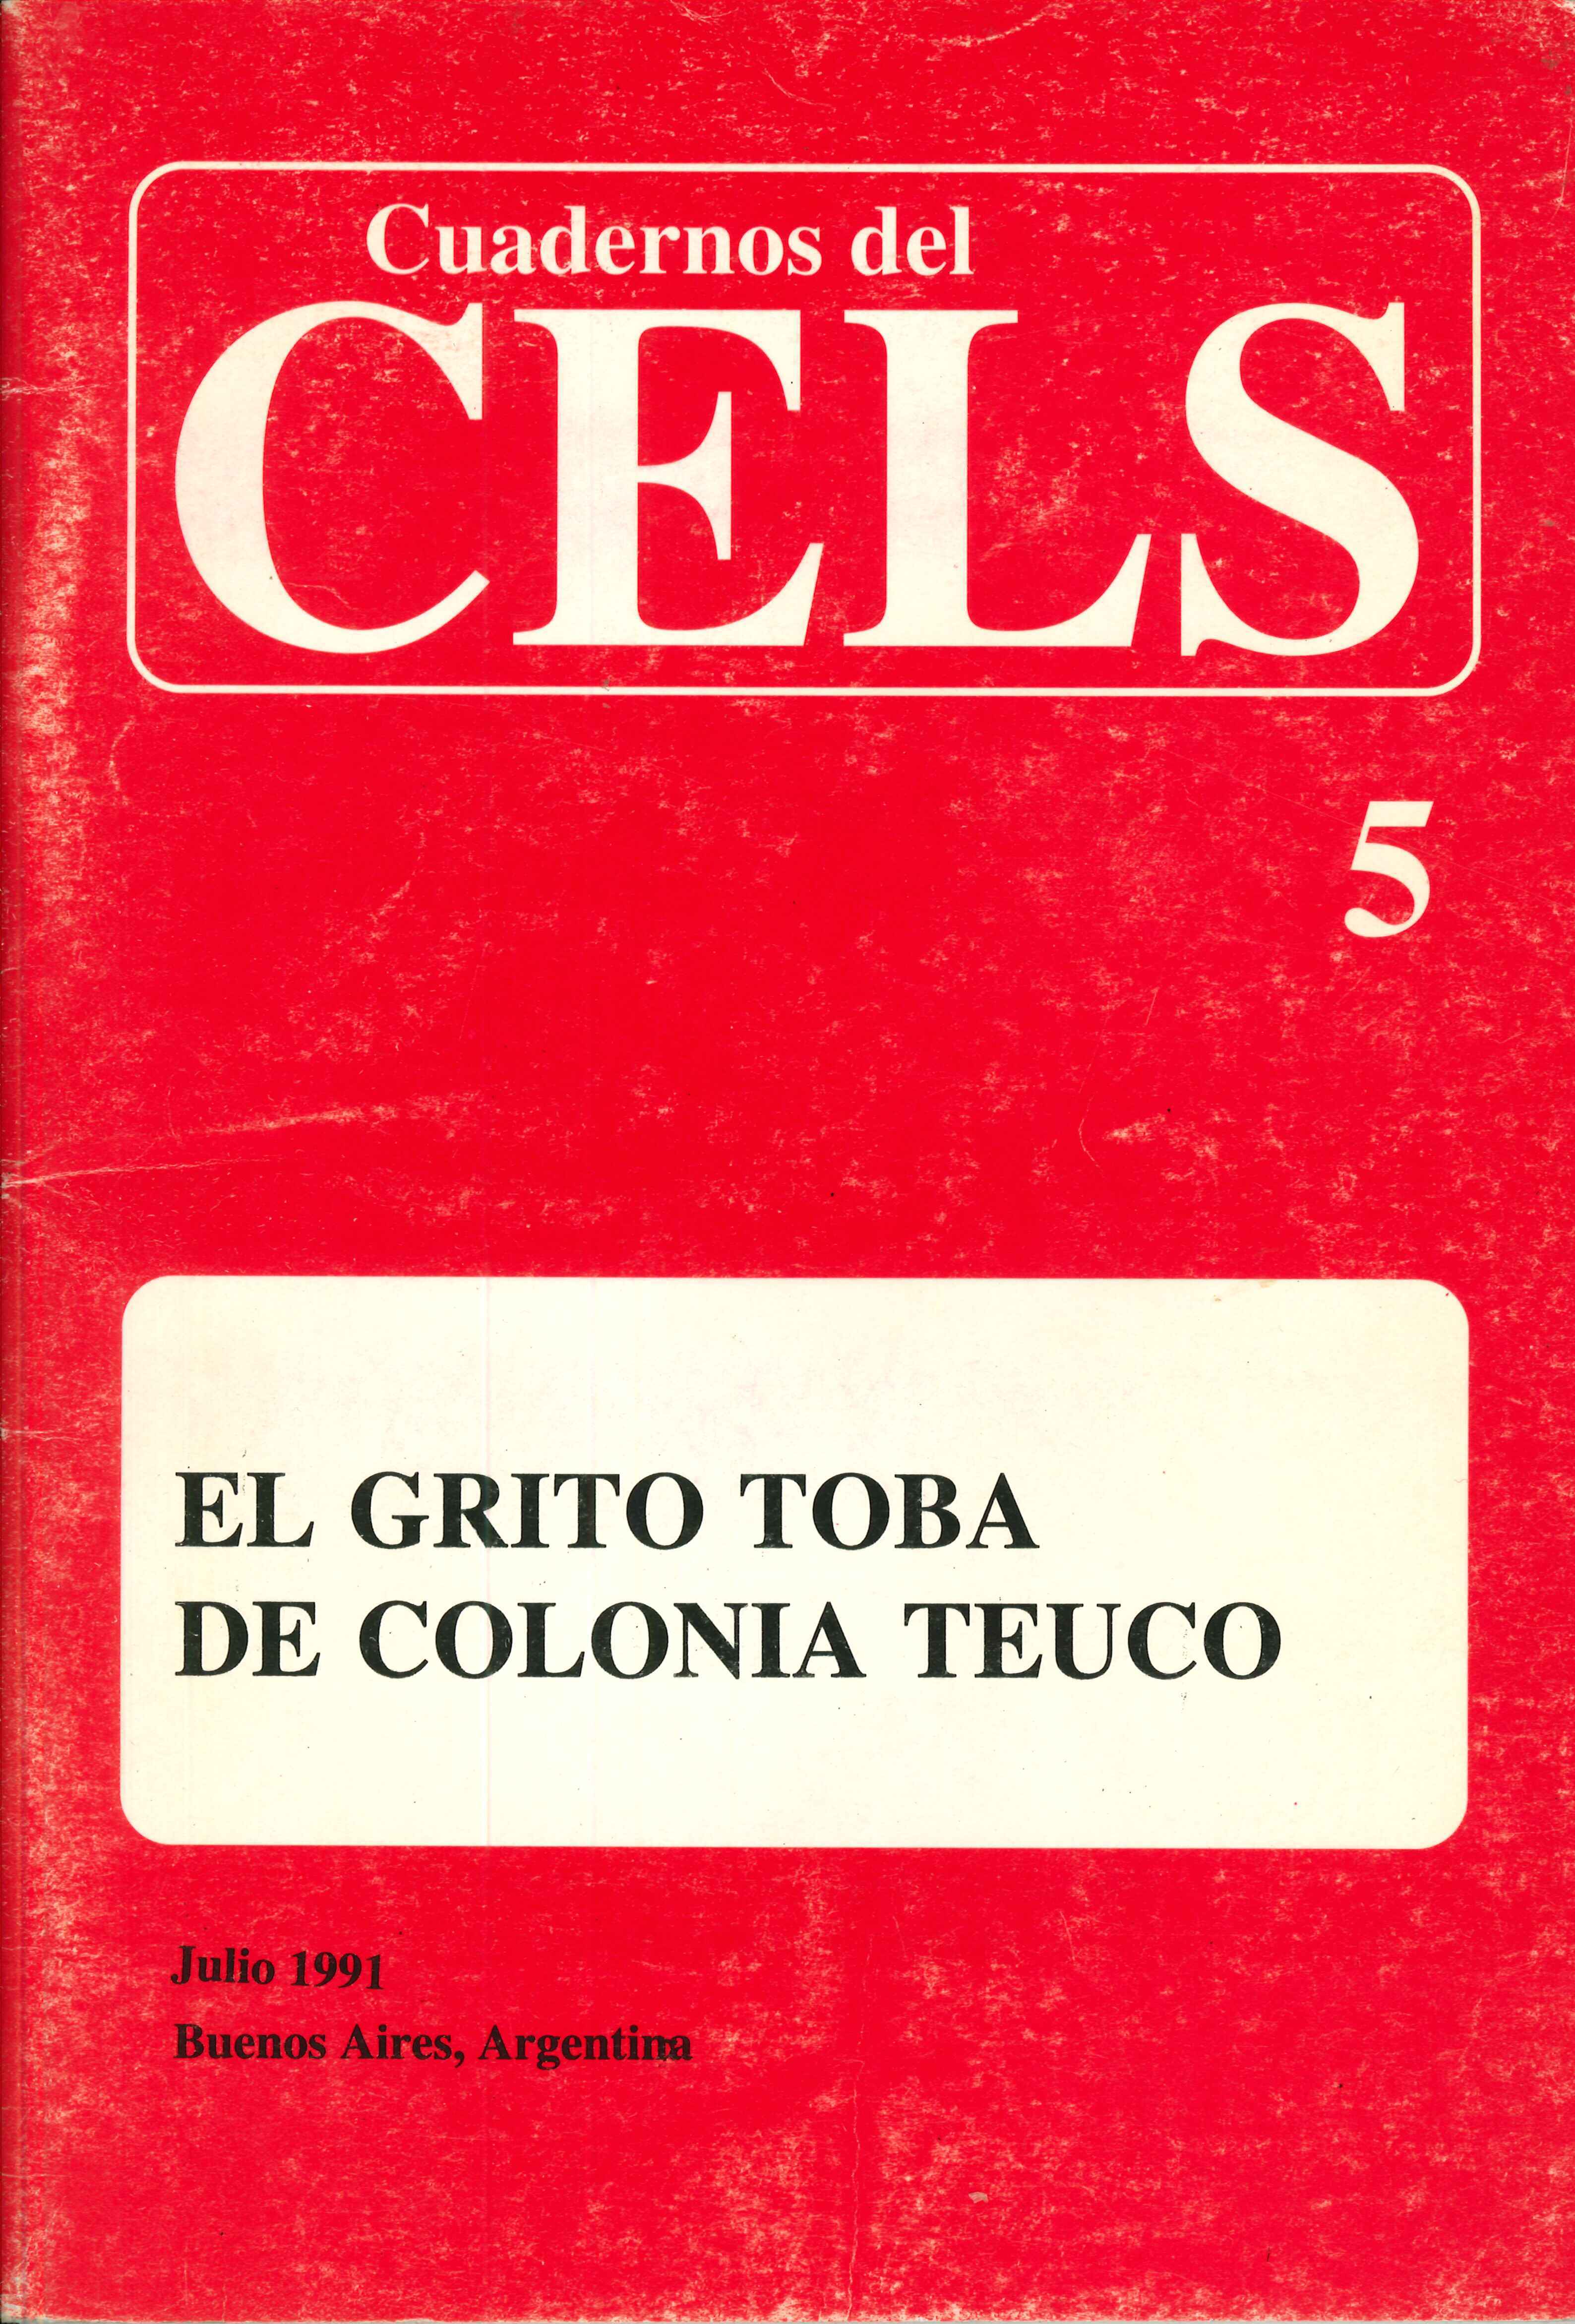 Cuadernos del
CELS
5
EL GRITO TOBA
DE COLONIA TEUCO
Julio 1991
Buenos Aires, Argentina